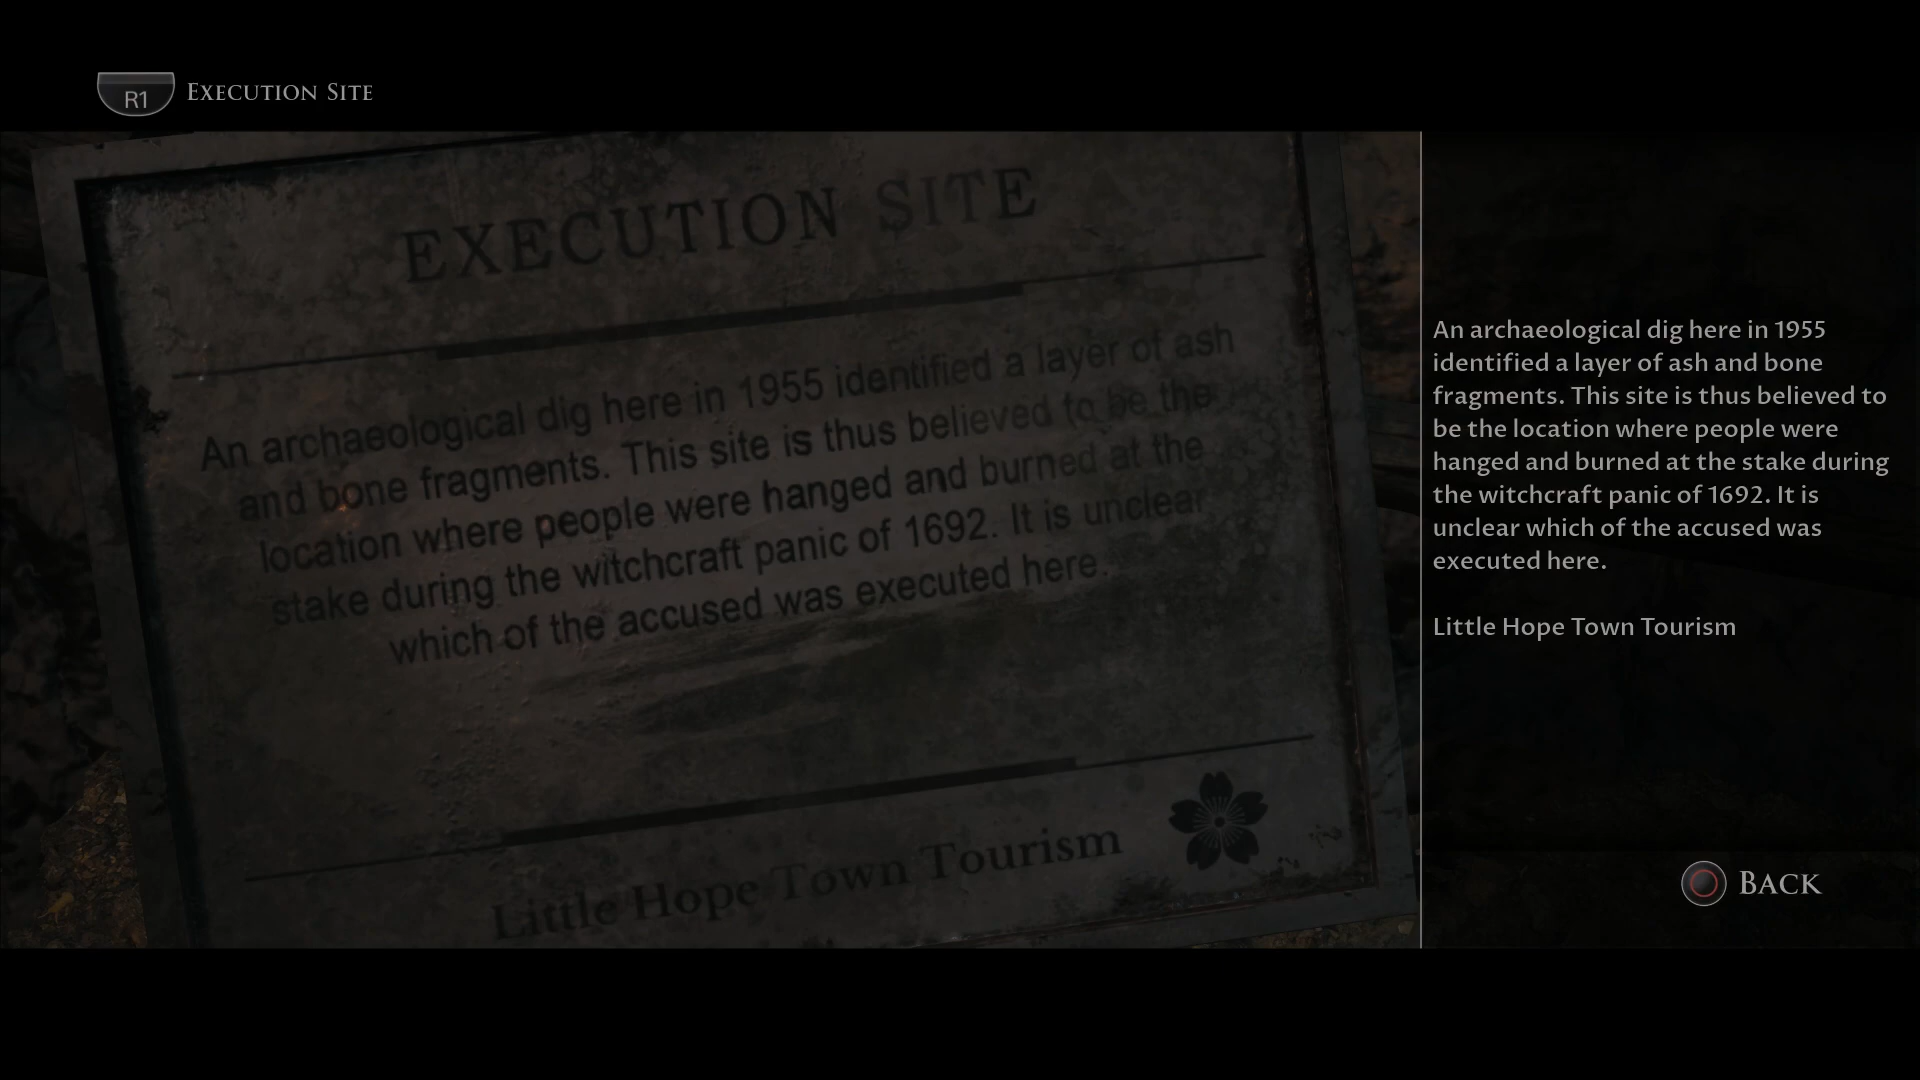 R1 Execution Site
EXECUTION SITE
An archaeological dig here in 1955 identified a layer of ash
and bone fragments. This site is thus believed to be the
location where people were hanged and burned at the
stake during the witchcraft panic of 1692. It is unclear
which of the accused was executed here.
Little Hope Town Tourism
An archaeological dig here in 1955
identified a layer of ash and bone
fragments. This site is thus believed to
be the location where people were
hanged and burned at the stake during
the witchcraft panic of 1692. It is
unclear which of the accused was
executed here.
Little Hope Town Tourism
Back